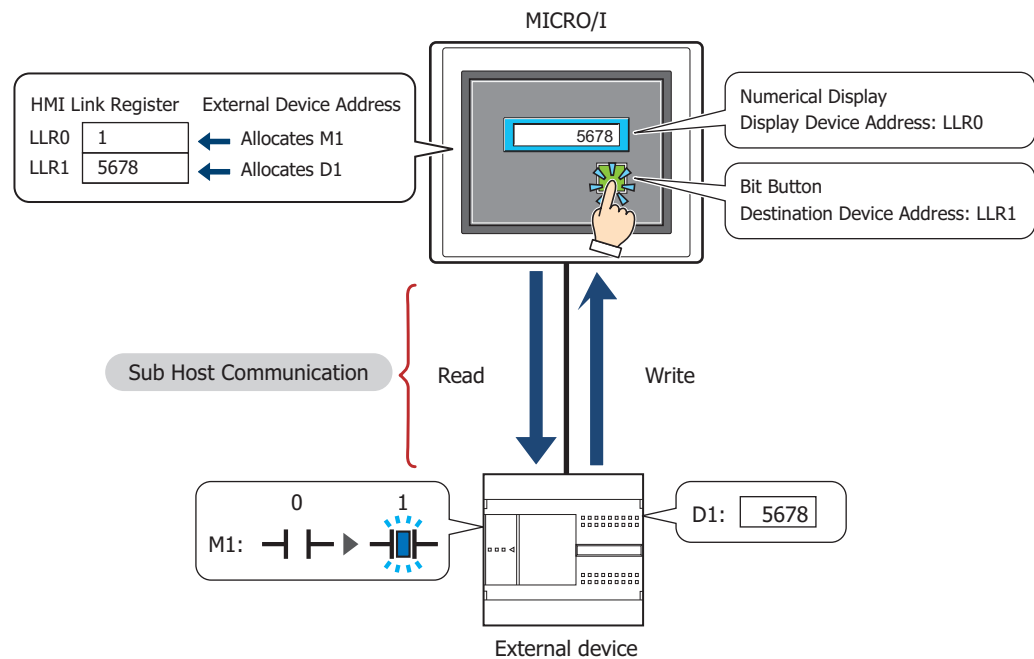 MICRO/I
HMI Link Register External Device Address
LLR0 1 Allocates M1
LLR1 5678 Allocates D1
5678
Numerical Display
Display Device Address: LLR0
Bit Button
Destination Device Address: LLR1
Sub Host Communication
Read
Write
0 1
M1:
D1: 5678
External device